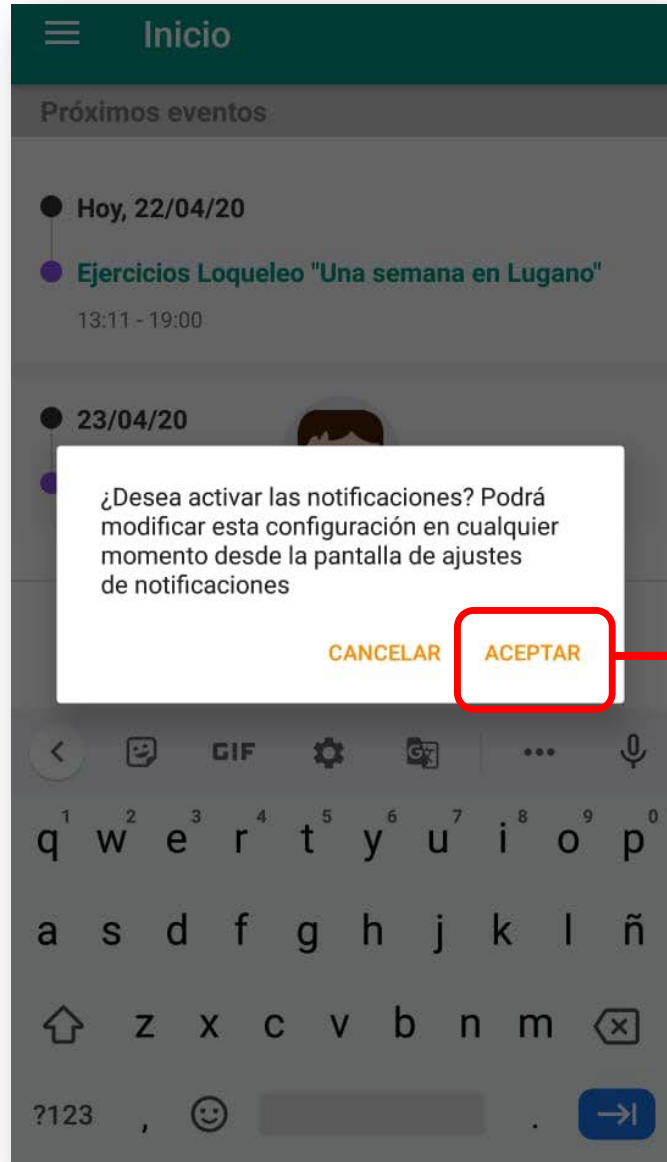 Inicio
Próximos eventos
Hoy, 22/04/20
Ejercicios Loqueleo "Una semana en Lugano"
13:11 - 19:00
23/04/20
¿Desea activar las notificaciones? Podrá
modificar esta configuración en cualquier
momento desde la pantalla de ajustes
de notificaciones
CANCELAR ACEPTAR
GIF
1 2 3 4 5 6 7 8 9 0
q w e r t y u i o p
a s d f g h j k l ñ
z x c v b n m
?123 , .